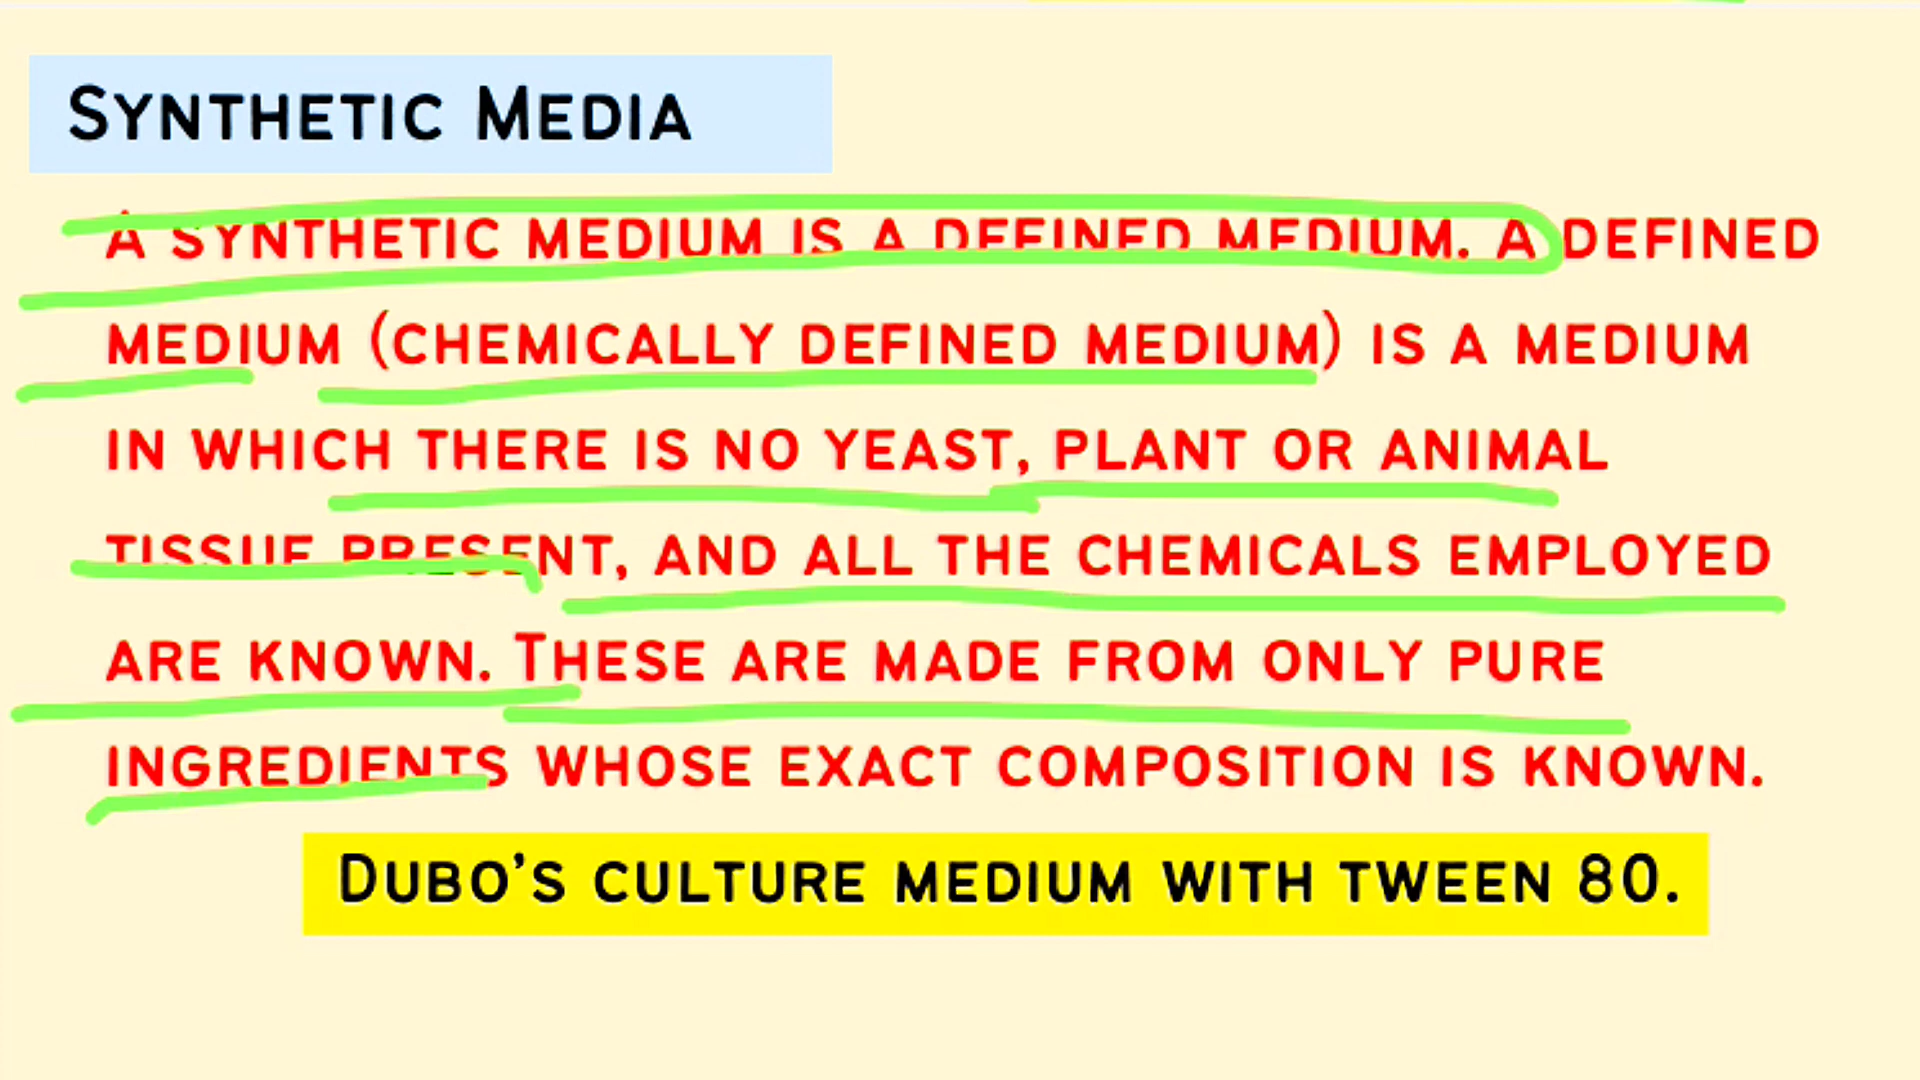 Synthetic Media
A synthetic medium is a defined medium. A defined
medium (chemically defined medium) is a medium
in which there is no yeast, plant or animal
tissue present, and all the chemicals employed
are known. These are made from only pure
ingredients whose exact composition is known.
Dubo's culture medium with tween 80.